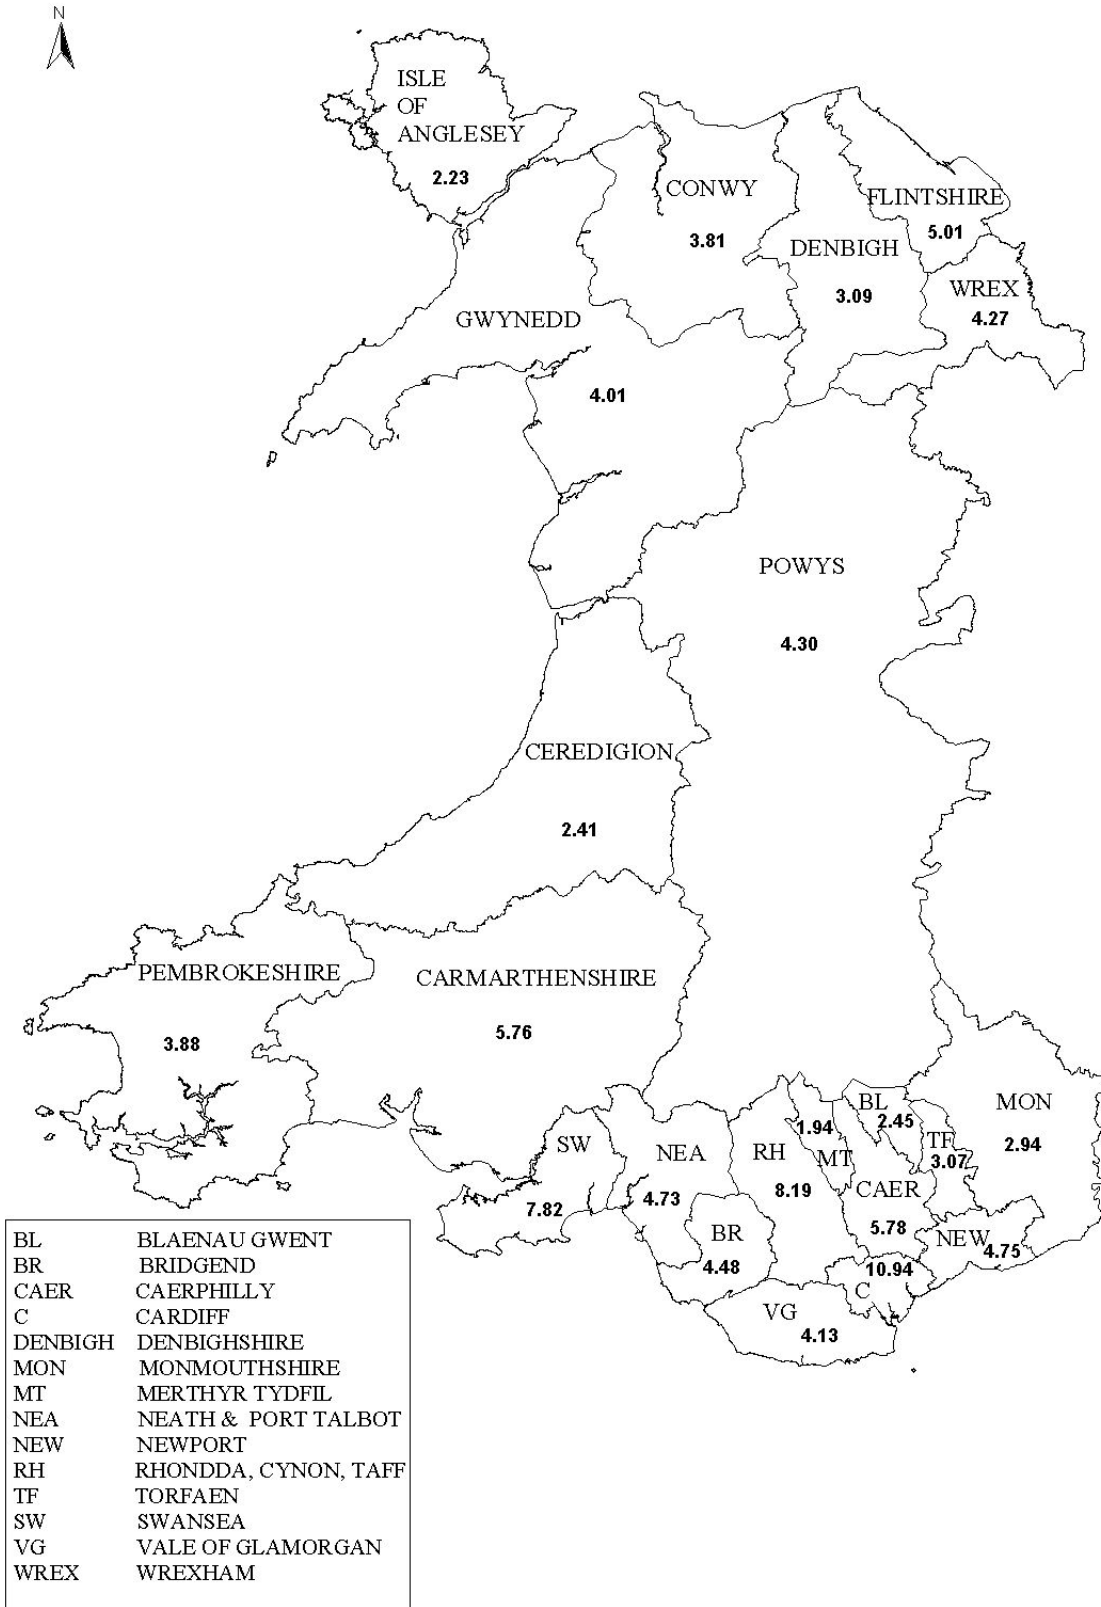 N
ISLE
OF
ANGLESEY
2.23
CONWY
3.81
FLINTSHIRE
5.01
DENBIGH
3.09
WREX
4.27
GWYNEDD
4.01
POWYS
4.30
CEREDIGION
2.41
PEMBROKESHIRE
3.88
CARMARTHENSHIRE
5.76
SW
7.82
NEA
4.73
BR
4.48
RH
8.19
1.94
MT
BL
2.45
TF
3.07
MON
2.94
CAER
5.78
NEW
4.75
10.94
C
VG
4.13
BL BLAENAU GWENT
BR BRIDGEND
CAER CAERPHILLY
C CARDIFF
DENBIGH DENBIGHSHIRE
MON MONMOUTHSHIRE
MT MERTHYR TYDFIL
NEA NEATH & PORT TALBOT
NEW NEWPORT
RH RHONDDA, CYNON, TAFF
TF TORFAEN
SW SWANSEA
VG VALE OF GLAMORGAN
WREX WREXHAM